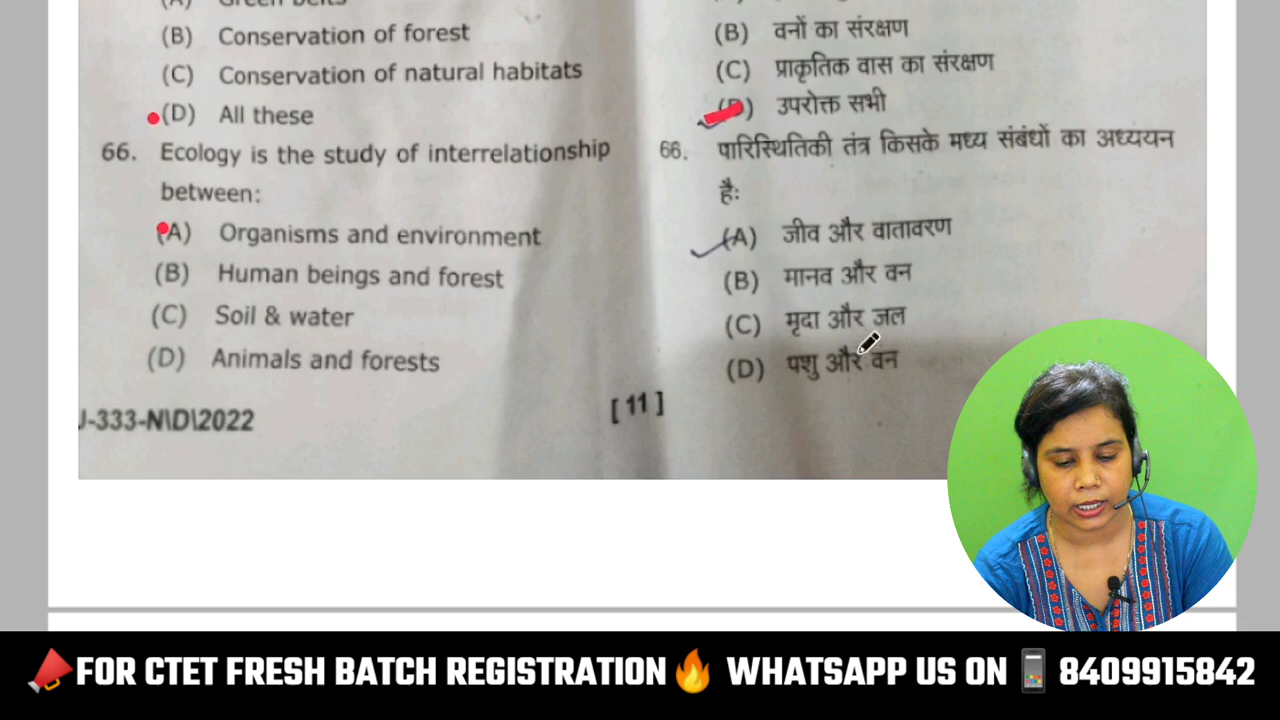 (A) Green belts
(B) Conservation of forest
(C) Conservation of natural habitats
(D) All these
66. Ecology is the study of interrelationship
between:
(A) Organisms and environment
(B) Human beings and forest
(C) Soil & water
(D) Animals and forests
J-333-N\D\2022
(B) वनों का संरक्षण
(C) प्राकृतिक वास का संरक्षण
(D) उपरोक्त सभी
66. पारिस्थितिकी तंत्र किसके मध्य संबंधों का अध्ययन
है:
(A) जीव और वातावरण
(B) मानव और वन
(C) मृदा और जल
(D) पशु और वन
[ 11 ]
FOR CTET FRESH BATCH REGISTRATION WHATSAPP US ON 8409915842